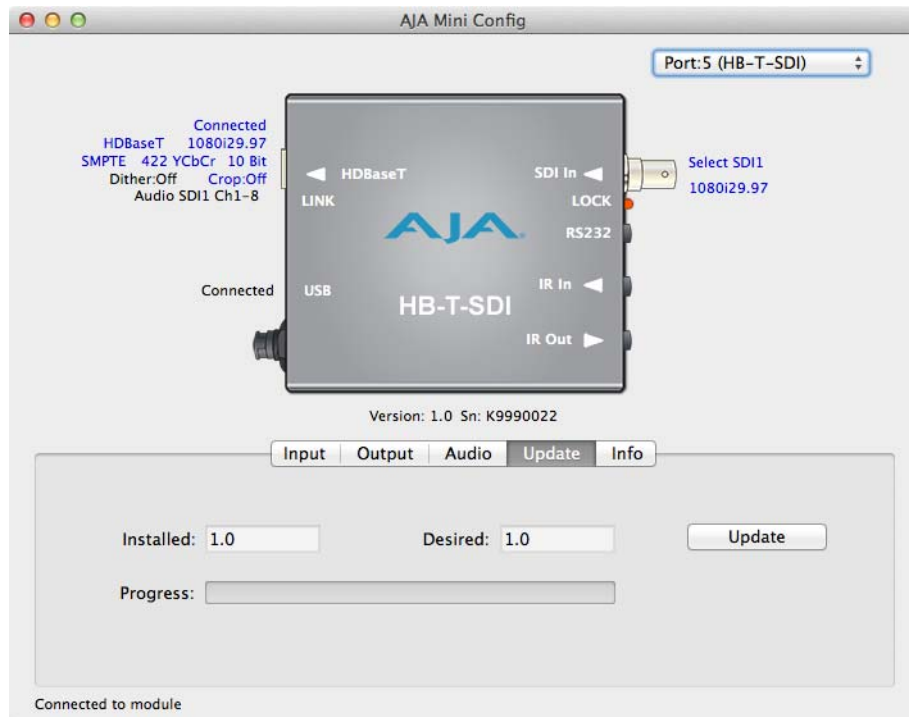 AJA Mini Config
Port:5 (HB-T-SDI)
Connected
HDBaseT 1080i29.97
SMPTE 422 YCbCr 10 Bit
Dither:Off Crop:Off
Audio SDI1 Ch1-8
HDBaseT
LINK
SDI In
LOCK
RS232
Select SDI1
1080i29.97
AJA
Connected
USB
IR In
HB-T-SDI
IR Out
Version: 1.0 Sn: K9990022
Input Output Audio Update Info
Installed: 1.0 Desired: 1.0 Update
Progress:
Connected to module